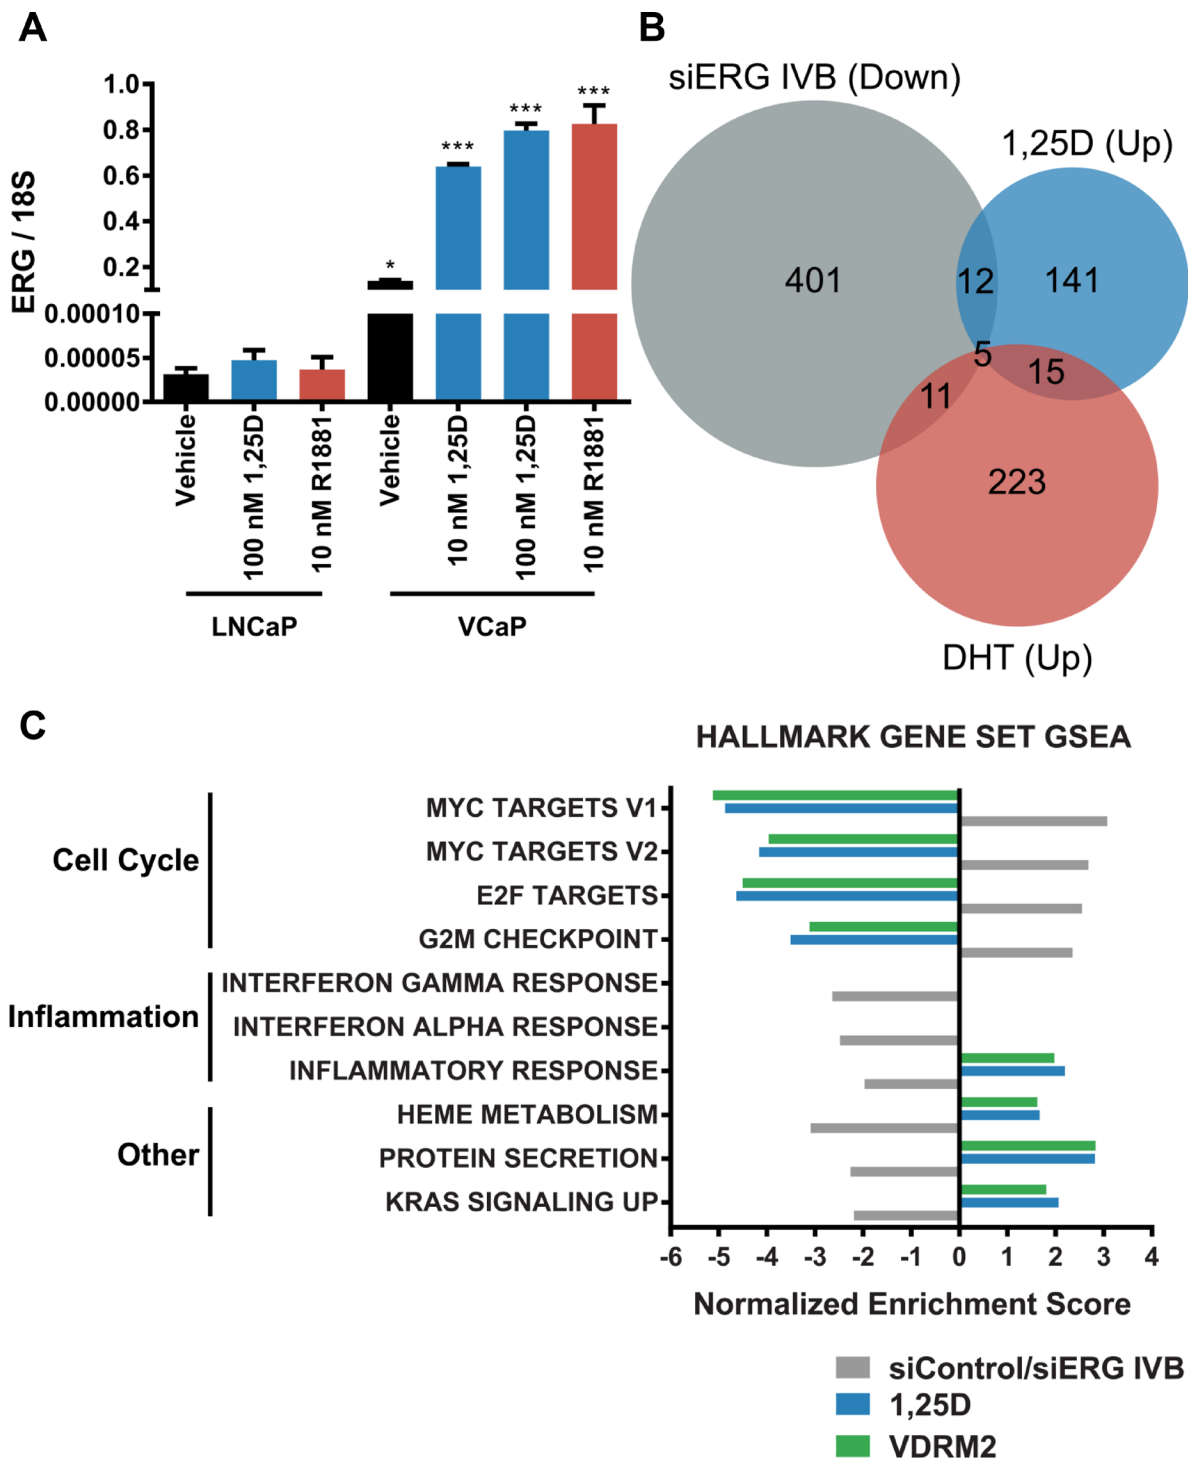 A
ERG / 18S
1.0
0.8
0.6
0.4
0.2
0.00010
0.00005
0.00000
*
***
***
***
Vehicle
100 nM 1,25D
10 nM R1881
Vehicle
10 nM 1,25D
100 nM 1,25D
10 nM R1881
LNCaP
VCaP
B
siERG IVB (Down)
1,25D (Up)
401
12
141
5
15
11
223
DHT (Up)
C
HALLMARK GENE SET GSEA
Cell Cycle
MYC TARGETS V1
MYC TARGETS V2
E2F TARGETS
G2M CHECKPOINT
Inflammation
INTERFERON GAMMA RESPONSE
INTERFERON ALPHA RESPONSE
INFLAMMATORY RESPONSE
Other
HEME METABOLISM
PROTEIN SECRETION
KRAS SIGNALING UP
-6 -5 -4 -3 -2 -1 0 1 2 3 4
Normalized Enrichment Score
siControl/siERG IVB
1,25D
VDRM2